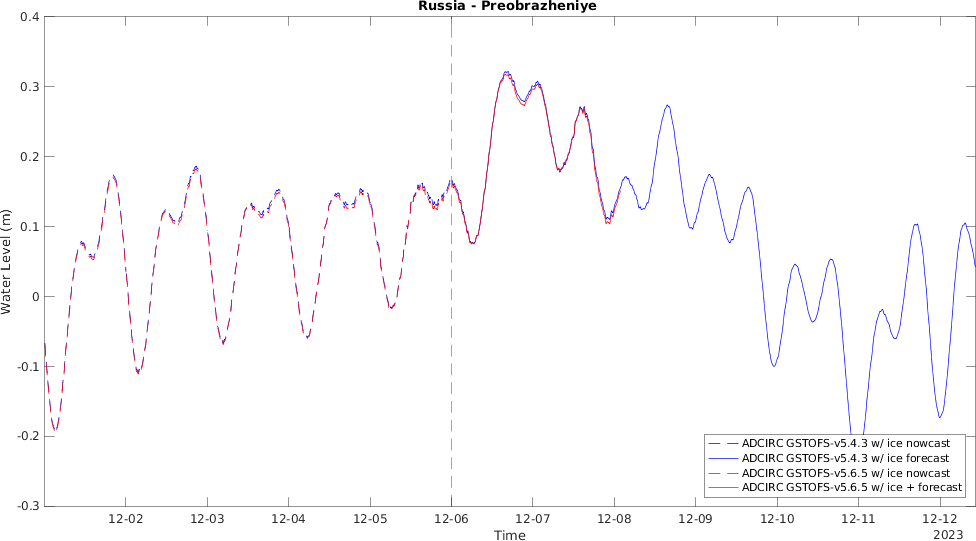 Russia - Preobrazheniye
0.4
0.3
0.2
0.1
0
-0.1
-0.2
-0.3
Water Level (m)
12-02 12-03 12-04 12-05 12-06 12-07 12-08 12-09 12-10 12-11 12-12
2023
Time
ADCIRC GSTOFS-v5.4.3 w/ ice nowcast
ADCIRC GSTOFS-v5.4.3 w/ ice forecast
ADCIRC GSTOFS-v5.6.5 w/ ice nowcast
ADCIRC GSTOFS-v5.6.5 w/ ice + forecast